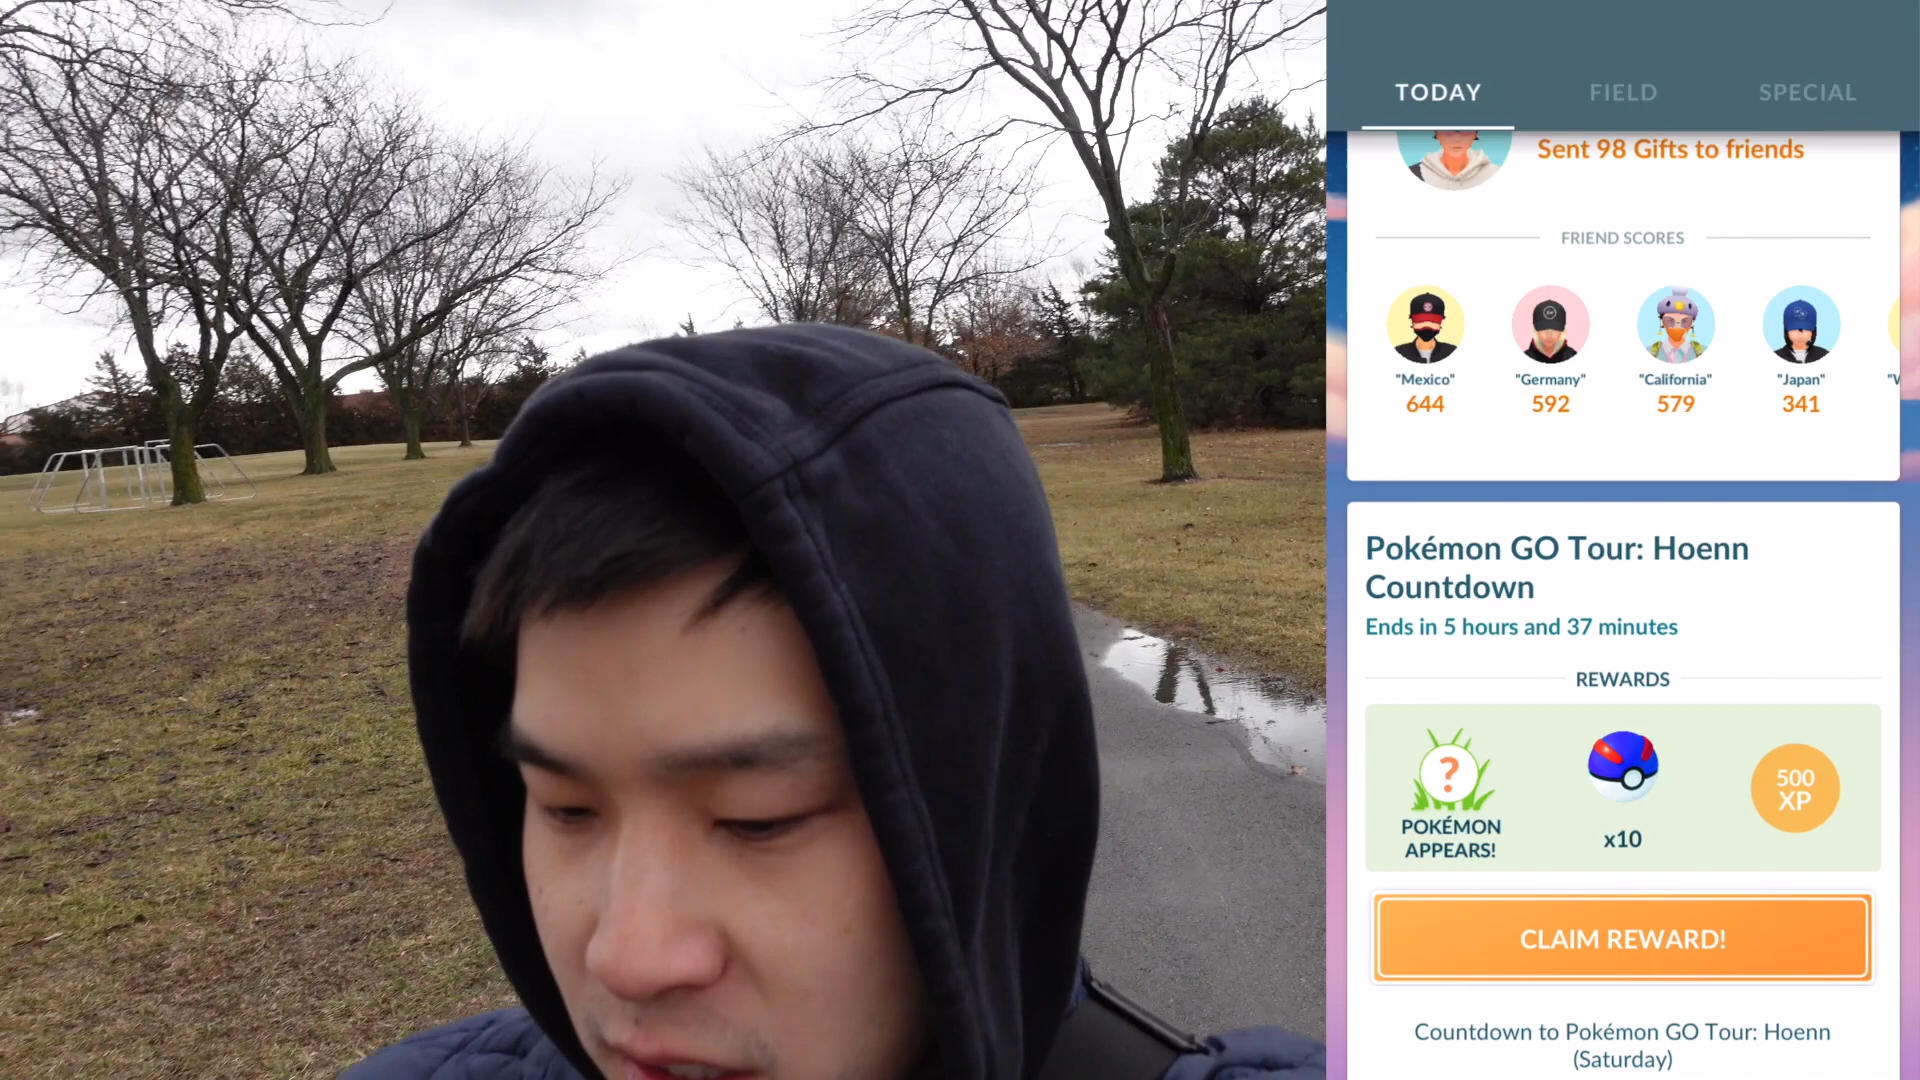 TODAY
FIELD
SPECIAL
Sent 98 Gifts to friends
FRIEND SCORES
"Mexico"
644
"Germany"
592
"California"
579
"Japan"
341
Pokémon GO Tour: Hoenn
Countdown
Ends in 5 hours and 37 minutes
REWARDS
POKÉMON
APPEARS!
x10
500
XP
CLAIM REWARD!
Countdown to Pokémon GO Tour: Hoenn
(Saturday)